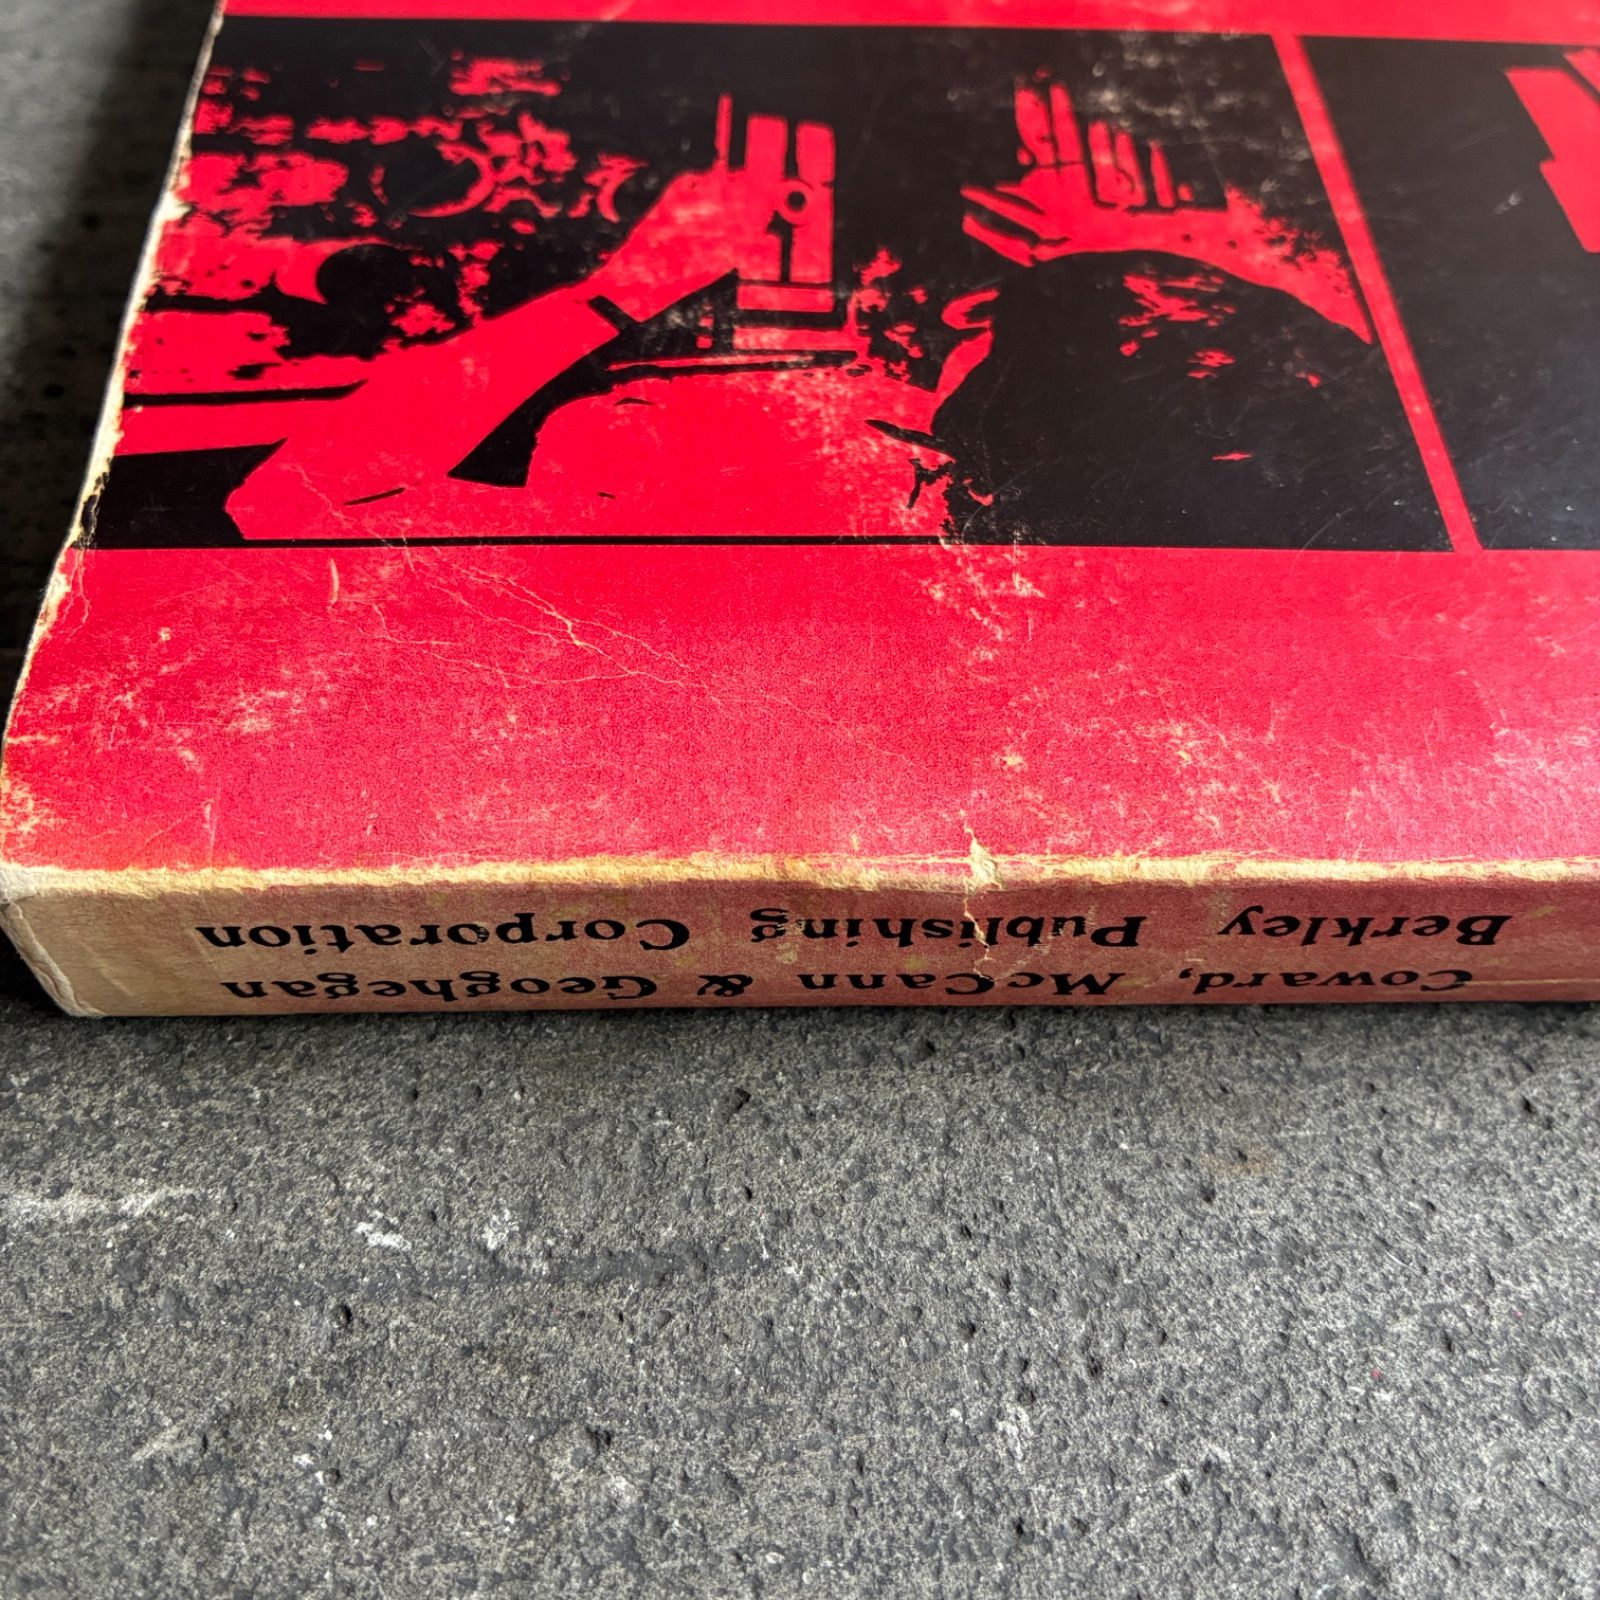 Coward, McCann & Geoghegan
Berkley Publishing Corporation